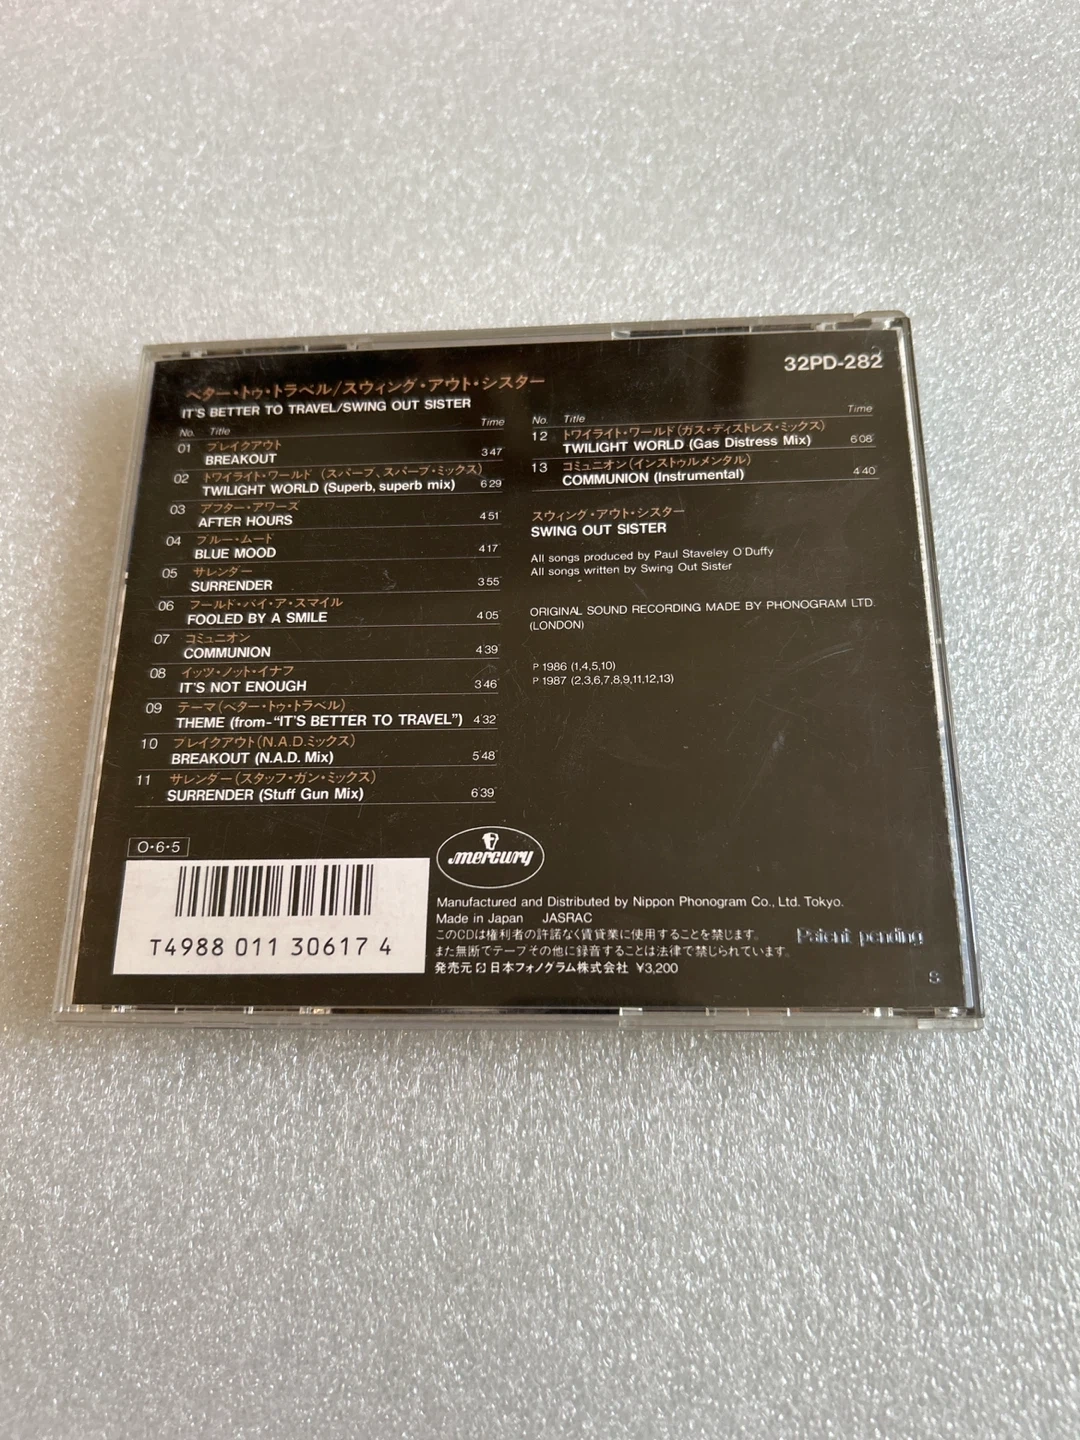 32PD-282
ベター・トゥ・トラベル/スウィング・アウト・シスター
IT'S BETTER TO TRAVEL/SWING OUT SISTER
No. Title Time
01 ブレイクアウト
BREAKOUT 3:47
02 トワイライト・ワールド(スパーブ、スパーブ・ミックス)
TWILIGHT WORLD (Superb, superb mix) 6:29
03 アフター・アワーズ
AFTER HOURS 4:51
04 ブルー・ムード
BLUE MOOD 4:17
05 サレンダー
SURRENDER 3:55
06 フールド・バイ・ア・スマイル
FOOLED BY A SMILE 4:05
07 コミュニオン
COMMUNION 4:39
08 イッツ・ノット・イナフ
IT'S NOT ENOUGH 3:46
09 テーマ(ベター・トゥ・トラベル)
THEME (from-“IT'S BETTER TO TRAVEL”) 4:32
10 ブレイクアウト(N.A.D.ミックス)
BREAKOUT (N.A.D. Mix) 5:48
11 サレンダー(スタッフ・ガン・ミックス)
SURRENDER (Stuff Gun Mix) 6:39
No. Title Time
12 トワイライト・ワールド(ガス・ディストレス・ミックス)
TWILIGHT WORLD (Gas Distress Mix) 6:08
13 コミュニオン(インストゥルメンタル)
COMMUNION (Instrumental) 4:40
スウィング・アウト・シスター
SWING OUT SISTER
All songs produced by Paul Staveley O'Duffy
All songs written by Swing Out Sister
ORIGINAL SOUND RECORDING MADE BY PHONOGRAM LTD.
(LONDON)
P 1986 (1,4,5,10)
P 1987 (2,3,6,7,8,9,11,12,13)
O・6・5
T4988 011 30617 4
mercury
Manufactured and Distributed by Nippon Phonogram Co., Ltd. Tokyo.
Made in Japan JASRAC
このCDは権利者の許諾なく賃貸業に使用することを禁じます。
また無断でテープその他に録音することは法律で禁じられています。
発売元 日本フォノグラム株式会社 ¥3,200
Patent pending
8